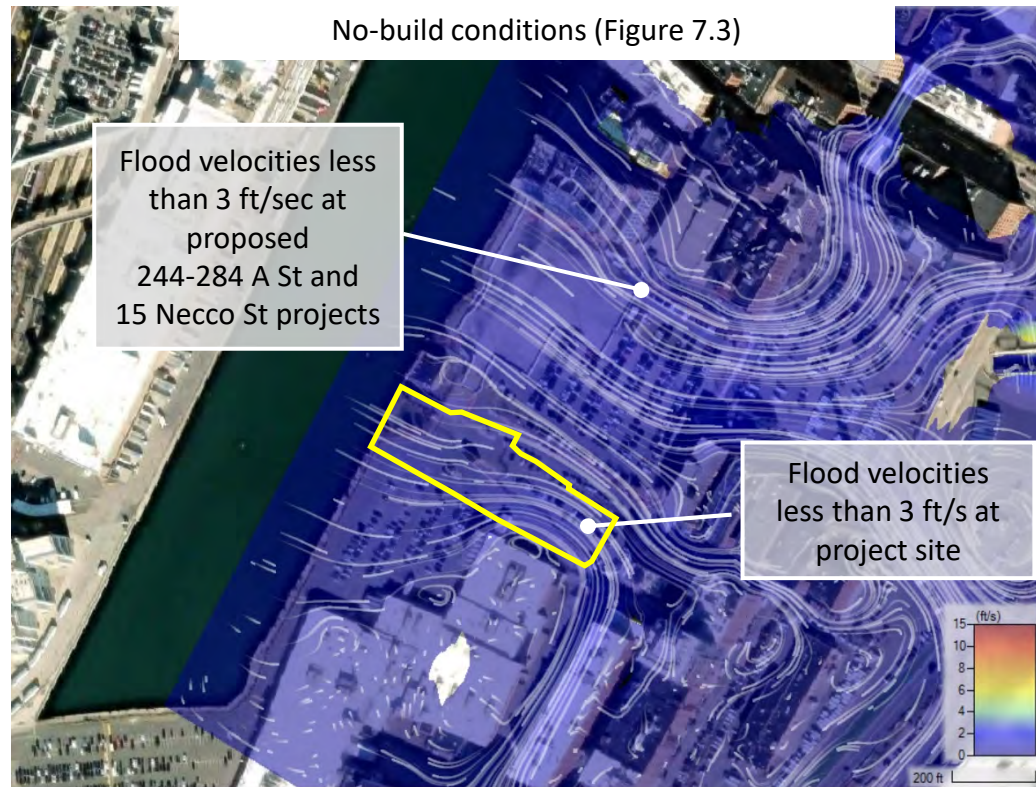 No-build conditions (Figure 7.3)
Flood velocities less
than 3 ft/sec at
proposed
244-284 A St and
15 Necco St projects
Flood velocities
less than 3 ft/s at
project site
(ft/s)
15
10
8
6
4
2
0
200 ft